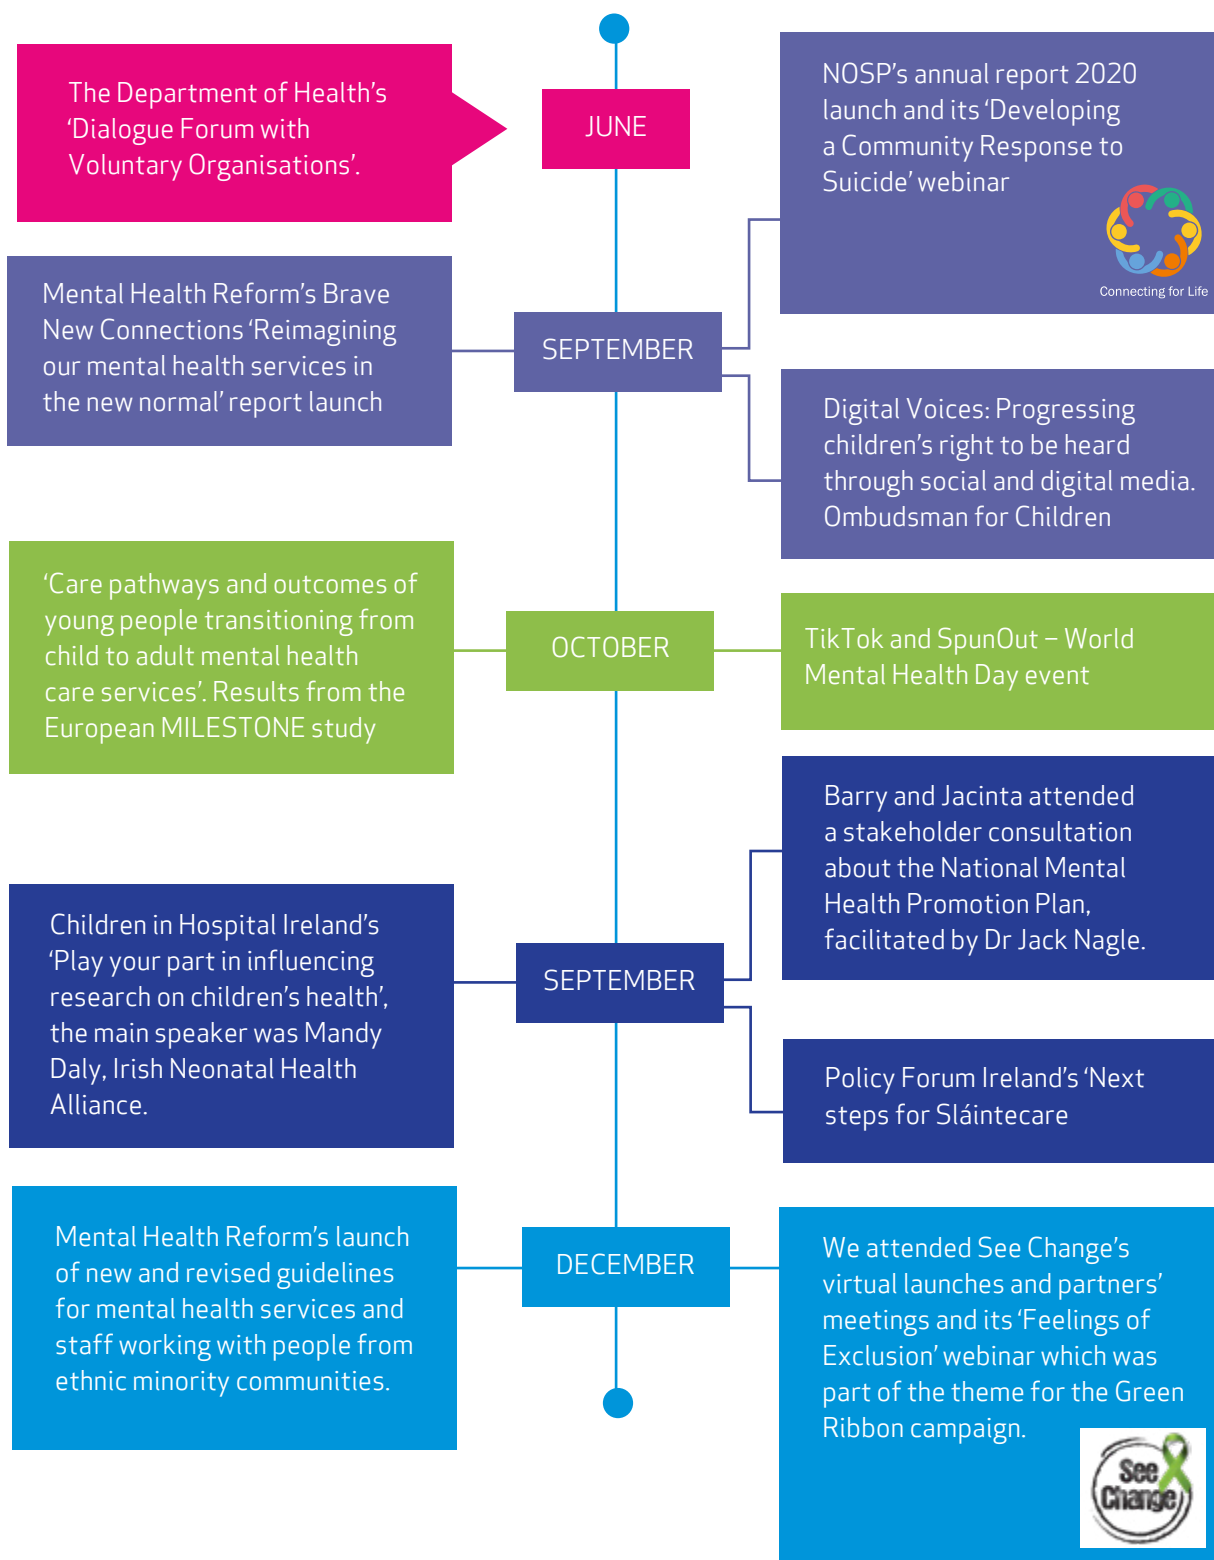 The Department of Health's
'Dialogue Forum with
Voluntary Organisations'.
JUNE
NOSP's annual report 2020
launch and its 'Developing
a Community Response to
Suicide' webinar
Connecting for Life
Mental Health Reform's Brave
New Connections 'Reimagining
our mental health services in
the new normal' report launch
SEPTEMBER
Digital Voices: Progressing
children's right to be heard
through social and digital media.
Ombudsman for Children
'Care pathways and outcomes of
young people transitioning from
child to adult mental health
care services'. Results from the
European MILESTONE study
OCTOBER
TikTok and SpunOut – World
Mental Health Day event
Barry and Jacinta attended
a stakeholder consultation
about the National Mental
Health Promotion Plan,
facilitated by Dr Jack Nagle.
Children in Hospital Ireland's
'Play your part in influencing
research on children's health',
the main speaker was Mandy
Daly, Irish Neonatal Health
Alliance.
SEPTEMBER
Policy Forum Ireland's 'Next
steps for Sláintecare
Mental Health Reform's launch
of new and revised guidelines
for mental health services and
staff working with people from
ethnic minority communities.
DECEMBER
We attended See Change's
virtual launches and partners'
meetings and its 'Feelings of
Exclusion' webinar which was
part of the theme for the Green
Ribbon campaign.
See
Change